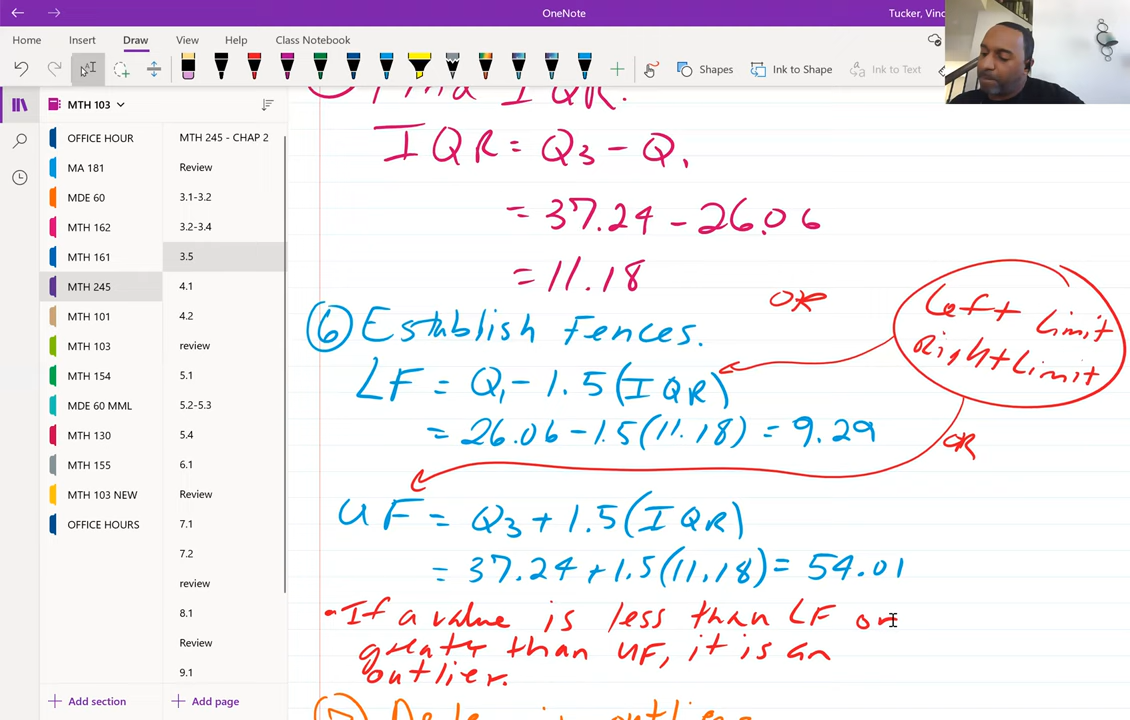 OneNote
Tucker, Vinc
Home
Insert
Draw
View
Help
Class Notebook
Shapes
Ink to Shape
Ink to Text
MTH 103
OFFICE HOUR
MA 181
MDE 60
MTH 162
MTH 161
MTH 245
MTH 101
MTH 103
MTH 154
MDE 60 MML
MTH 130
MTH 155
MTH 103 NEW
OFFICE HOURS
Add section
MTH 245 - CHAP 2
Review
3.1-3.2
3.2-3.4
3.5
4.1
4.2
review
5.1
5.2-5.3
5.4
6.1
Review
7.1
7.2
review
8.1
Review
9.1
Add page
Find IQR.
IQR = Q3 - Q1
= 37.24 - 26.06
= 11.18
⑥ Establish Fences.
LF = Q1 - 1.5(IQR)
= 26.06 - 1.5(11.18) = 9.29
OR
Left Limit
Right Limit
OR
UF = Q3 + 1.5(IQR)
= 37.24 + 1.5(11.18) = 54.01
- If a value is less than LF or
greater than UF, it is an
outlier.